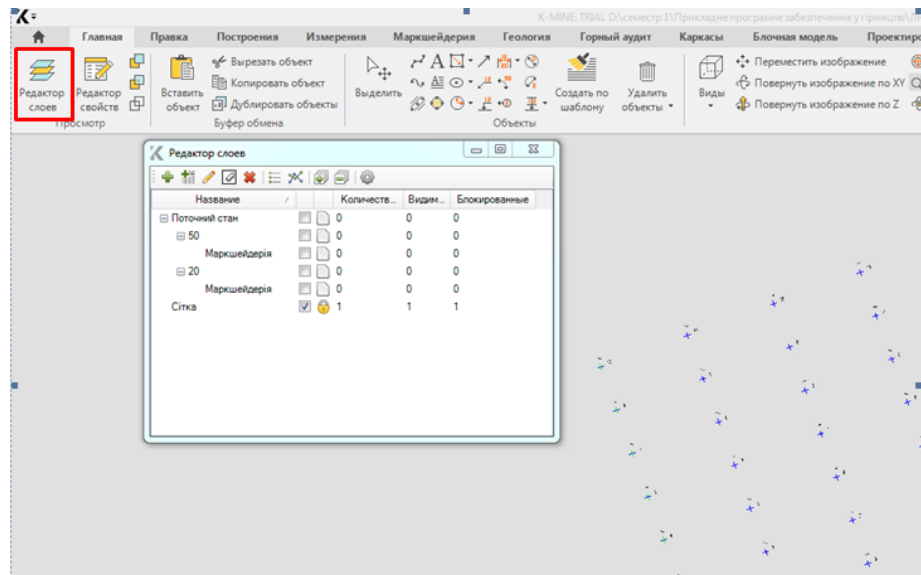 K-MINE: TRIAL D:\семестр 1\Прикладне програмне забезпечення у гірництві\
Главная Правка Построения Измерения Маркшейдерия Геология Горный аудит Каркасы Блочная модель
Редактор слоев
Редактор свойств
Просмотр
Вставить объект
Вырезать объект
Копировать объект
Дублировать объекты
Буфер обмена
Выделить
Создать по шаблону
Удалить объекты
Объекты
Виды
Переместить изображение
Повернуть изображение по XY
Повернуть изображение по Z
Редактор слоев
Название Количеств... Видим... Блокированные
Поточний стан 0 0 0
50 0 0 0
Маркшейдерія 0 0 0
20 0 0 0
Маркшейдерія 0 0 0
Сітка 1 1 1